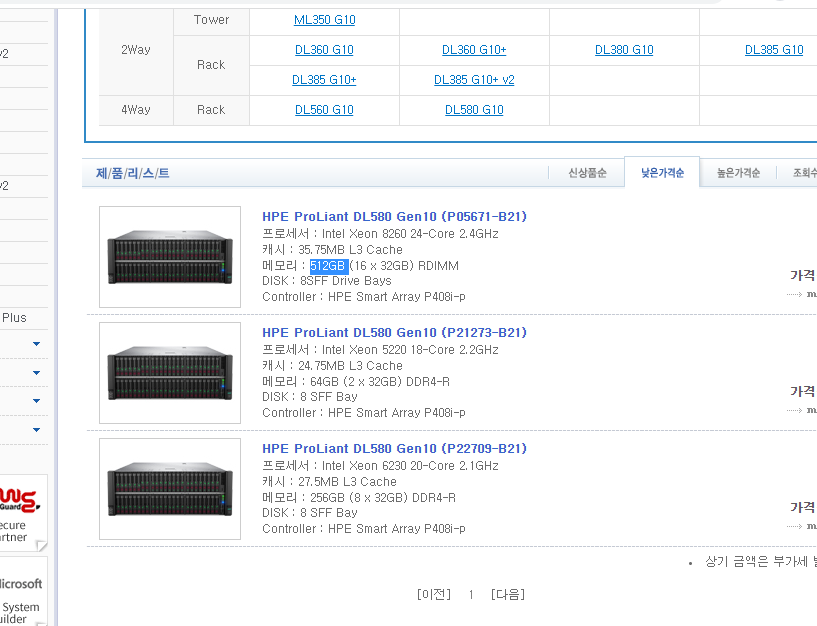 v2
v2
Plus
Guard
ecure
artner
licrosoft
System
uilder
Tower ML350 G10
2Way
Rack
DL360 G10 DL360 G10+ DL380 G10 DL385 G10
DL385 G10+ DL385 G10+ v2
4Way Rack DL560 G10 DL580 G10
제/품/리/스/트 신상품순 낮은가격순 높은가격순 조회수
HPE ProLiant DL580 Gen10 (P05671-B21)
프로세서 : Intel Xeon 8260 24-Core 2.4GHz
캐시 : 35.75MB L3 Cache
메모리 : 512GB (16 x 32GB) RDIMM
DISK : 8SFF Drive Bays
Controller : HPE Smart Array P408i-p
가격
HPE ProLiant DL580 Gen10 (P21273-B21)
프로세서 : Intel Xeon 5220 18-Core 2.2GHz
캐시 : 24.75MB L3 Cache
메모리 : 64GB (2 x 32GB) DDR4-R
DISK : 8 SFF Bay
Controller : HPE Smart Array P408i-p
가격
HPE ProLiant DL580 Gen10 (P22709-B21)
프로세서 : Intel Xeon 6230 20-Core 2.1GHz
캐시 : 27.5MB L3 Cache
메모리 : 256GB (8 x 32GB) DDR4-R
DISK : 8 SFF Bay
Controller : HPE Smart Array P408i-p
가격
• 상기 금액은 부가세
[이전] 1 [다음]